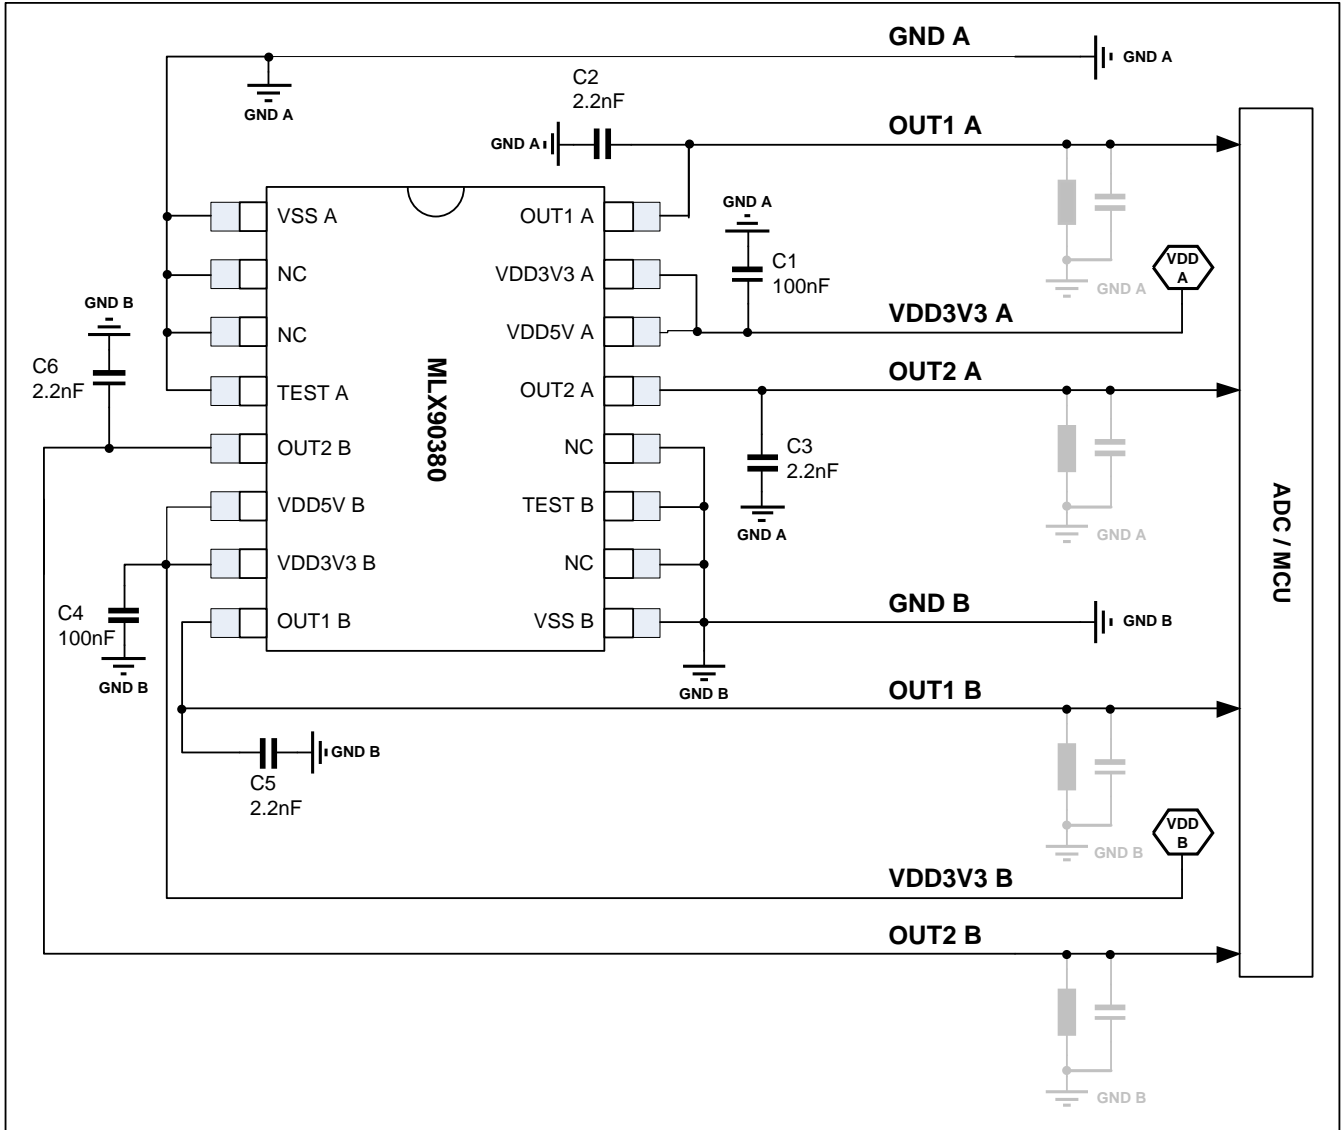 GND A
GND A
GND A
C2
2.2nF
GND A
OUT1 A
GND A
VSS A
OUT1 A
NC
VDD3V3 A
C1
100nF
GND A
VDD
A
VDD3V3 A
GND B
NC
VDD5V A
C6
2.2nF
TEST A
OUT2 A
OUT2 A
MLX90380
OUT2 B
NC
C3
2.2nF
GND A
GND A
VDD5V B
TEST B
ADC / MCU
VDD3V3 B
NC
C4
100nF
GND B
OUT1 B
VSS B
GND B
GND B
GND B
OUT1 B
GND B
C5
2.2nF
VDD
B
GND B
VDD3V3 B
OUT2 B
GND B